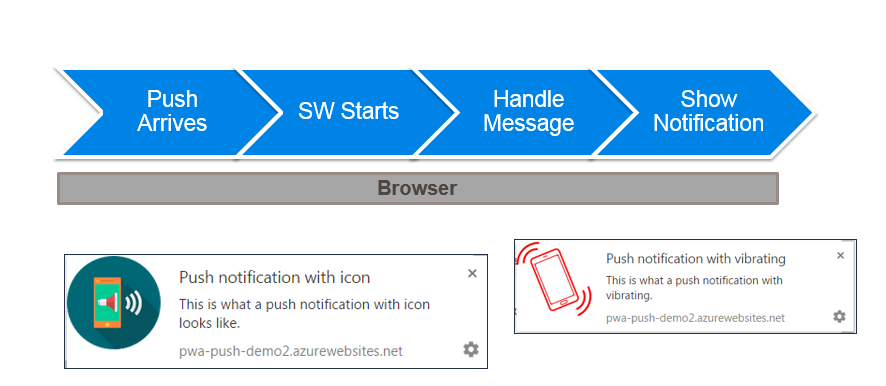 Push
Arrives
SW Starts
Handle
Message
Show
Notification
Browser
Push notification with icon
This is what a push notification with icon
looks like.
pwa-push-demo2.azurewebsites.net
Push notification with vibrating
This is what a push notification with
vibrating.
pwa-push-demo2.azurewebsites.net